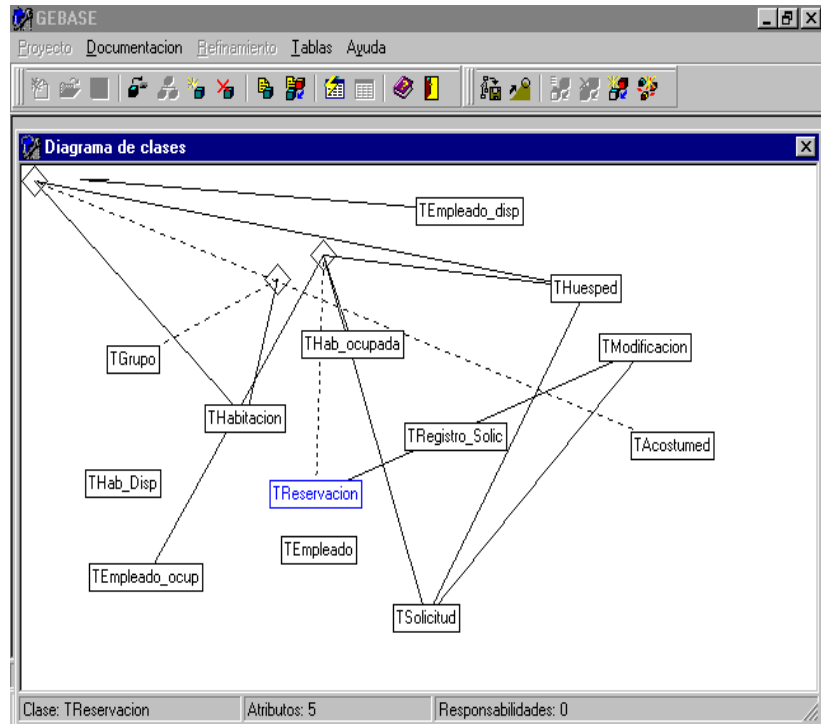 GEBASE
Proyecto Documentacion Refinamiento Tablas Ayuda
Diagrama de clases
TEmpleado_disp
THuesped
THab_ocupada
TModificacion
TGrupo
THabitacion
TRegistro_Solic
TAcostumed
THab_Disp
TReservacion
TEmpleado
TEmpleado_ocup
TSolicitud
Clase: TReservacion Atributos: 5 Responsabilidades: 0